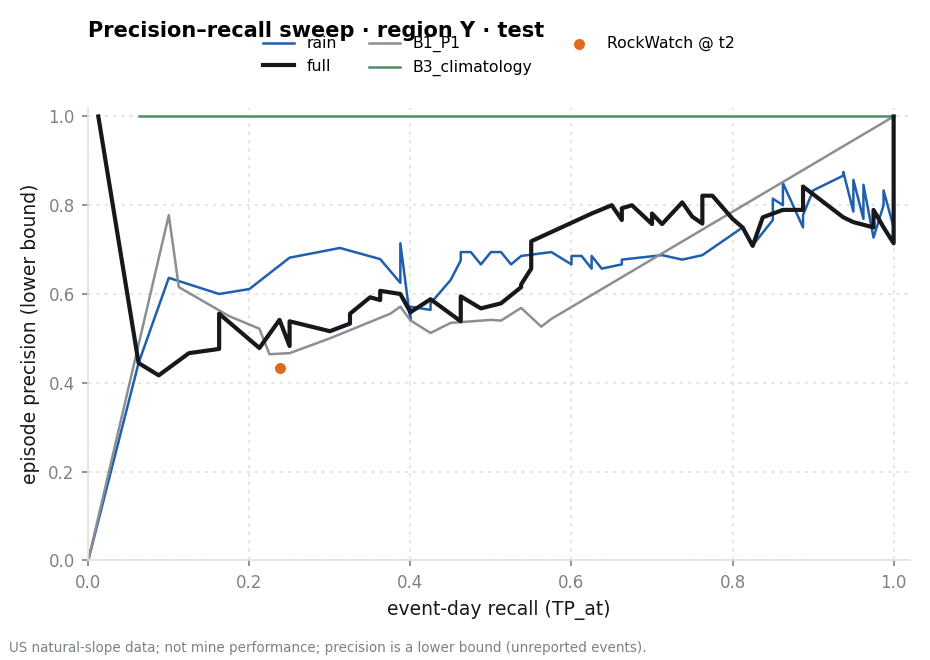 Precision–recall sweep · region Y · test
rain
B1_P1
RockWatch @ t2
full
B3_climatology
1.0
0.8
0.6
0.4
0.2
0.0
episode precision (lower bound)
0.0 0.2 0.4 0.6 0.8 1.0
event-day recall (TP_at)
US natural-slope data; not mine performance; precision is a lower bound (unreported events).